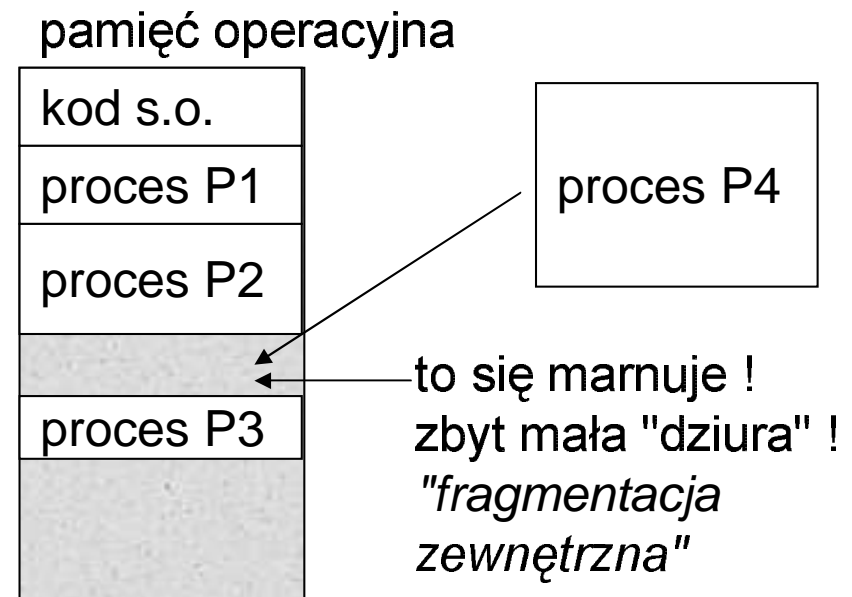 pamięć operacyjna
kod s.o.
proces P1
proces P2
proces P3
proces P4
to się marnuje !
zbyt mała "dziura" !
"fragmentacja
zewnętrzna"